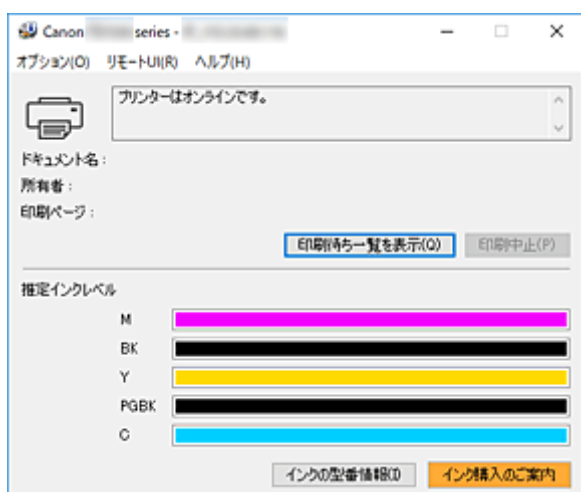 Canon series -
オプション(O) リモートUI(R) ヘルプ(H)
プリンターはオンラインです。
ドキュメント名 :
所有者 :
印刷ページ :
印刷待ち一覧を表示(Q) 印刷中止(P)
推定インクレベル
M
BK
Y
PGBK
C
インクの型番情報(I) インク購入のご案内